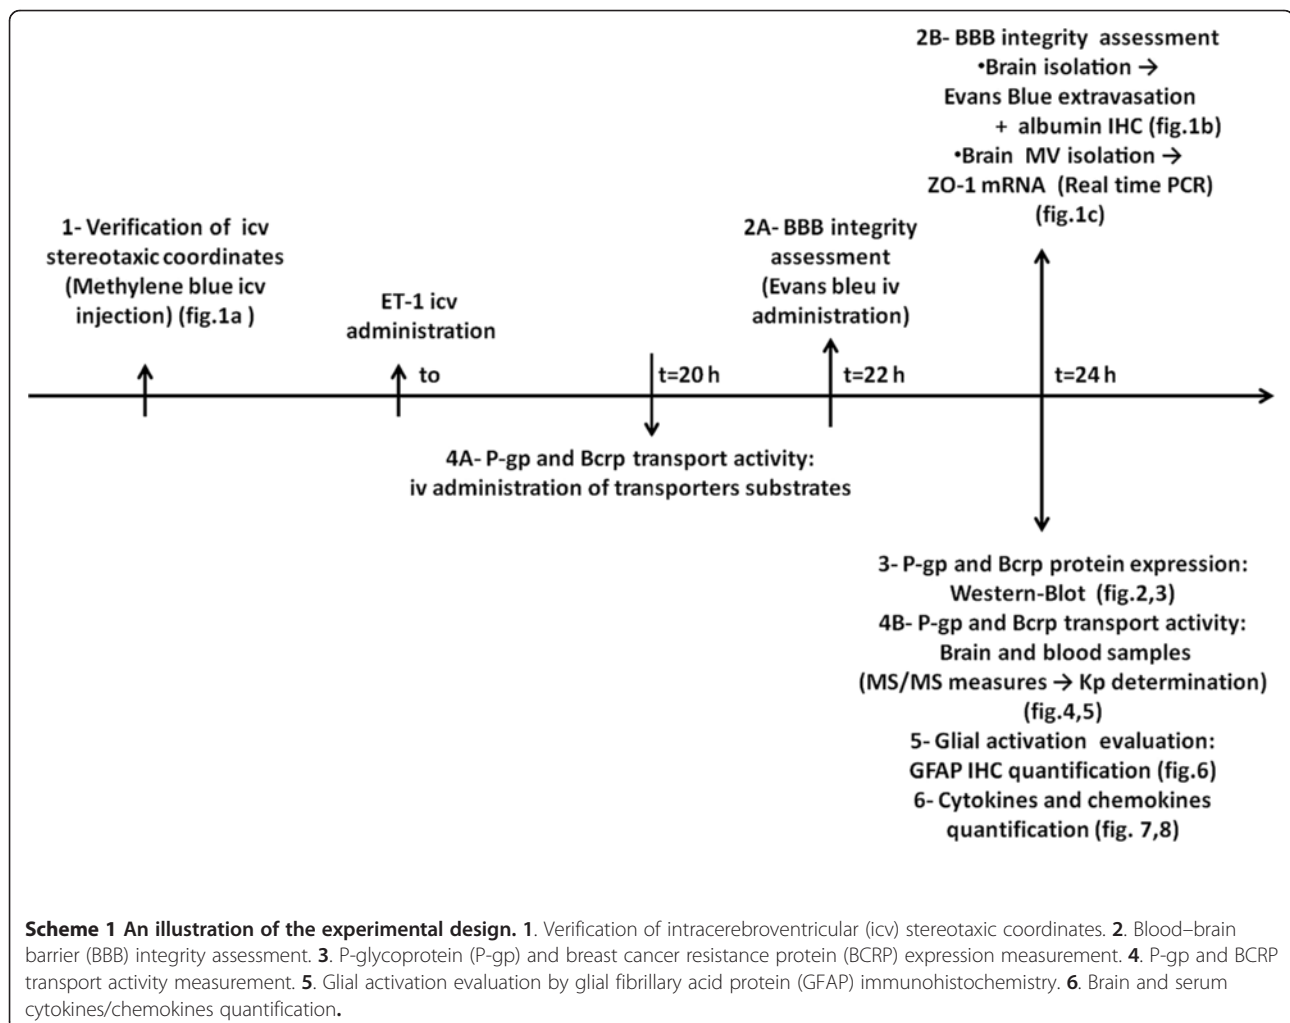 2B- BBB integrity assessment
•Brain isolation →
Evans Blue extravasation
+ albumin IHC (fig.1b)
•Brain MV isolation →
ZO-1 mRNA (Real time PCR)
(fig.1c)
1- Verification of icv
stereotaxic coordinates
(Methylene blue icv
injection) (fig.1a )
ET-1 icv
administration
2A- BBB integrity
assessment
(Evans bleu iv
administration)
to
t=20 h
t=22 h
t=24 h
4A- P-gp and Bcrp transport activity:
iv administration of transporters substrates
3- P-gp and Bcrp protein expression:
Western-Blot (fig.2,3)
4B- P-gp and Bcrp transport activity:
Brain and blood samples
(MS/MS measures → Kp determination)
(fig.4,5)
5- Glial activation evaluation:
GFAP IHC quantification (fig.6)
6- Cytokines and chemokines
quantification (fig. 7,8)
Scheme 1 An illustration of the experimental design. 1. Verification of intracerebroventricular (icv) stereotaxic coordinates. 2. Blood–brain
barrier (BBB) integrity assessment. 3. P-glycoprotein (P-gp) and breast cancer resistance protein (BCRP) expression measurement. 4. P-gp and BCRP
transport activity measurement. 5. Glial activation evaluation by glial fibrillary acid protein (GFAP) immunohistochemistry. 6. Brain and serum
cytokines/chemokines quantification.